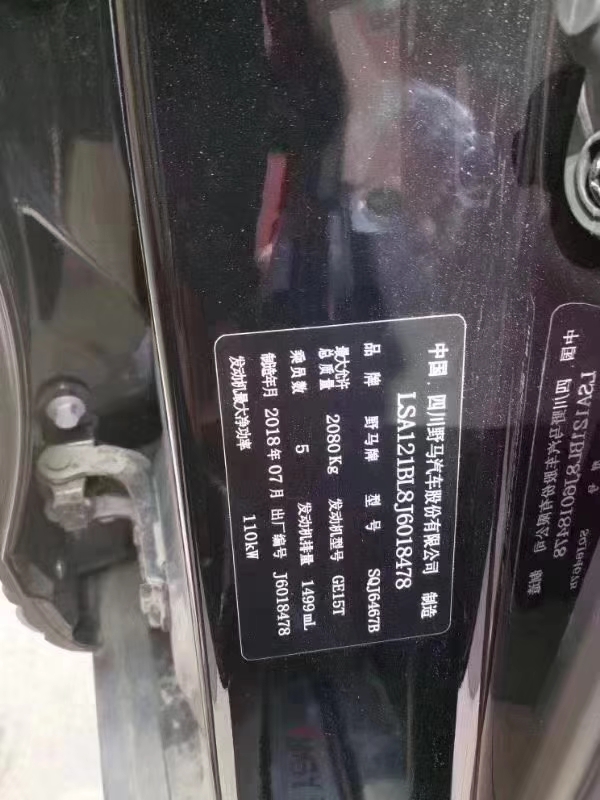 中国．四川野马汽车股份有限公司 制造
LSA121BL8J6018478
品 牌 野马牌 型 号 SQJ6467B
最大允许总质量 2080Kg 发动机型号 GE15T
乘员数 5 发动机排量 1499mL
制造年月 2018年07月 出厂编号 J6018478
发动机最大净功率 110kW